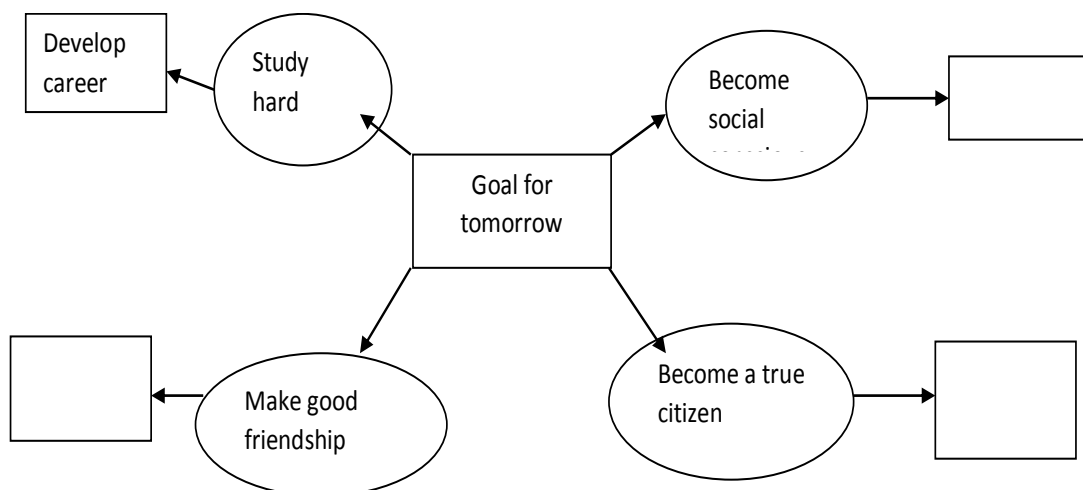 Develop
career
Study
hard
Become
social
Goal for
tomorrow
Make good
friendship
Become a true
citizen